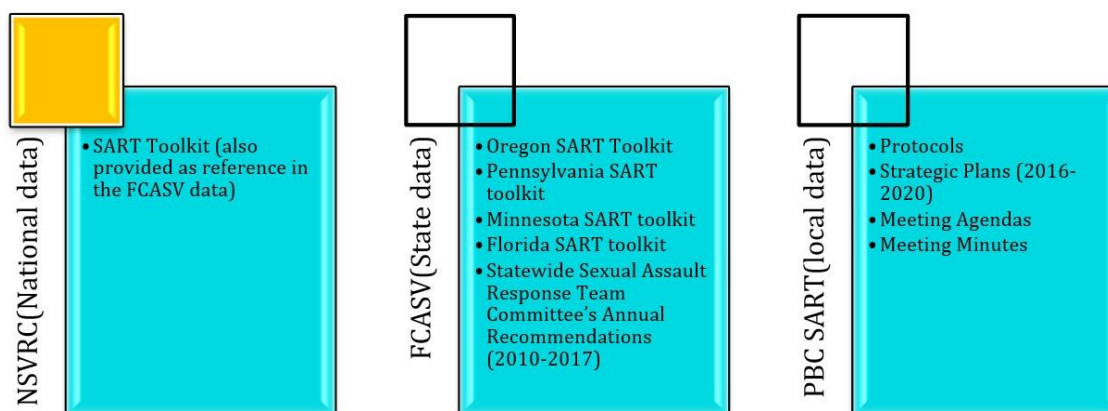 NSVRC(National data)
• SART Toolkit (also
provided as reference in
the FCASV data)
FCASV(State data)
• Oregon SART Toolkit
• Pennsylvania SART
toolkit
• Minnesota SART toolkit
• Florida SART toolkit
• Statewide Sexual Assault
Response Team
Committee's Annual
Recommendations
(2010-2017)
PBC SART(local data)
• Protocols
• Strategic Plans (2016-
2020)
• Meeting Agendas
• Meeting Minutes